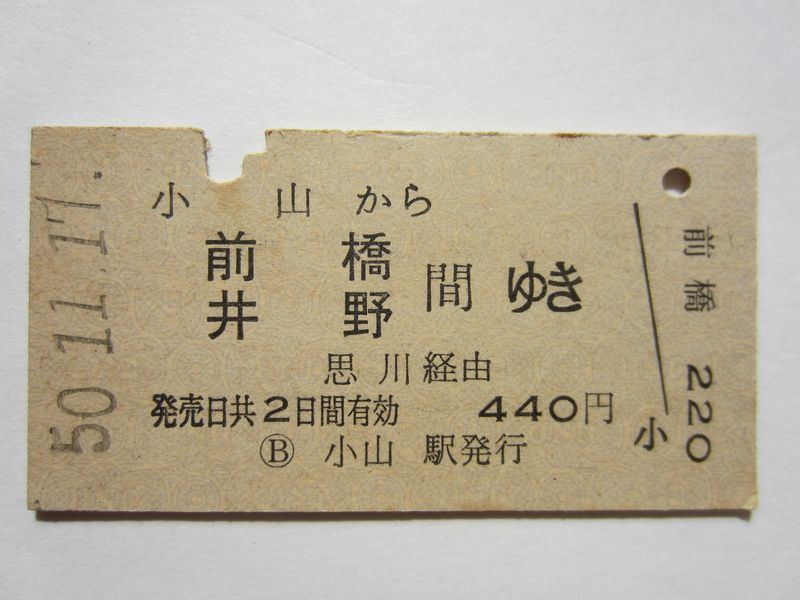 50.11.17.
小山から
前橋
井野
間ゆき
思川経由
発売日共2日間有効 440円
Ⓑ 小山駅発行
前橋 220
小